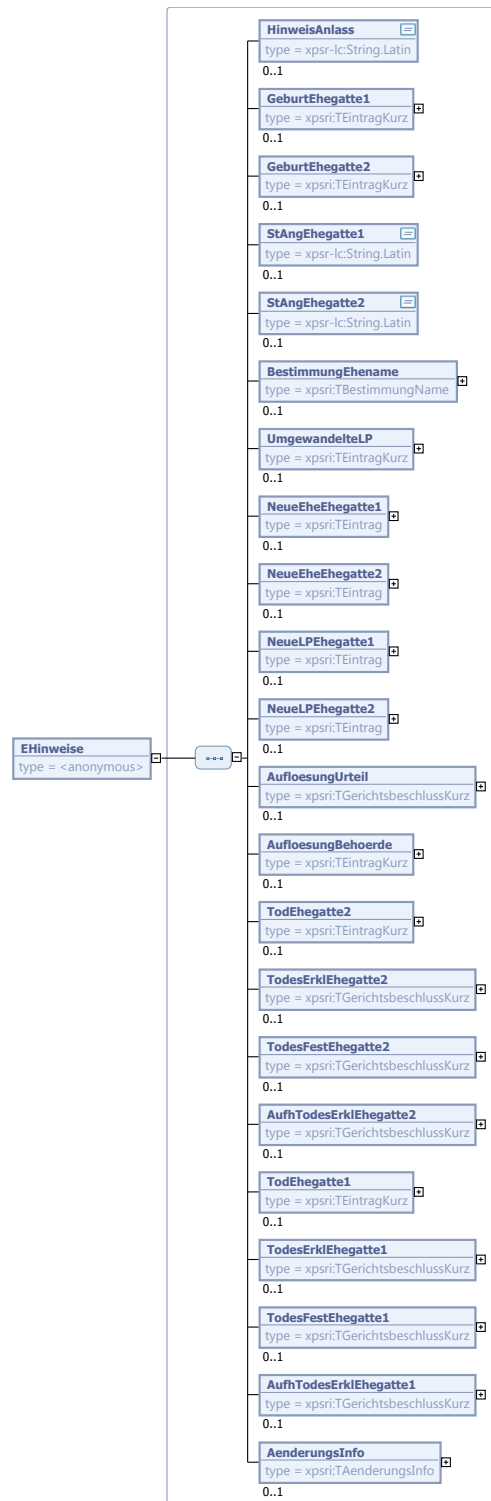 HinweisAnlass
type = xpsr-lc:String.Latin
0..1
GeburtEhegatte1
type = xpsri:TEintragKurz
0..1
GeburtEhegatte2
type = xpsri:TEintragKurz
0..1
StAngEhegatte1
type = xpsr-lc:String.Latin
0..1
StAngEhegatte2
type = xpsr-lc:String.Latin
0..1
BestimmungEhename
type = xpsri:TBestimmungName
0..1
UmgewandelteLP
type = xpsri:TEintragKurz
0..1
NeueEheEhegatte1
type = xpsri:TEintrag
0..1
NeueEheEhegatte2
type = xpsri:TEintrag
0..1
NeueLPEhegatte1
type = xpsri:TEintrag
0..1
NeueLPEhegatte2
type = xpsri:TEintrag
0..1
EHinweise
type = <anonymous>
AufloesungUrteil
type = xpsri:TGerichtsbeschlussKurz
0..1
AufloesungBehoerde
type = xpsri:TEintragKurz
0..1
TodEhegatte2
type = xpsri:TEintragKurz
0..1
TodesErklEhegatte2
type = xpsri:TGerichtsbeschlussKurz
0..1
TodesFestEhegatte2
type = xpsri:TGerichtsbeschlussKurz
0..1
AufhTodesErklEhegatte2
type = xpsri:TGerichtsbeschlussKurz
0..1
TodEhegatte1
type = xpsri:TEintragKurz
0..1
TodesErklEhegatte1
type = xpsri:TGerichtsbeschlussKurz
0..1
TodesFestEhegatte1
type = xpsri:TGerichtsbeschlussKurz
0..1
AufhTodesErklEhegatte1
type = xpsri:TGerichtsbeschlussKurz
0..1
AenderungsInfo
type = xpsri:TAenderungsInfo
0..1